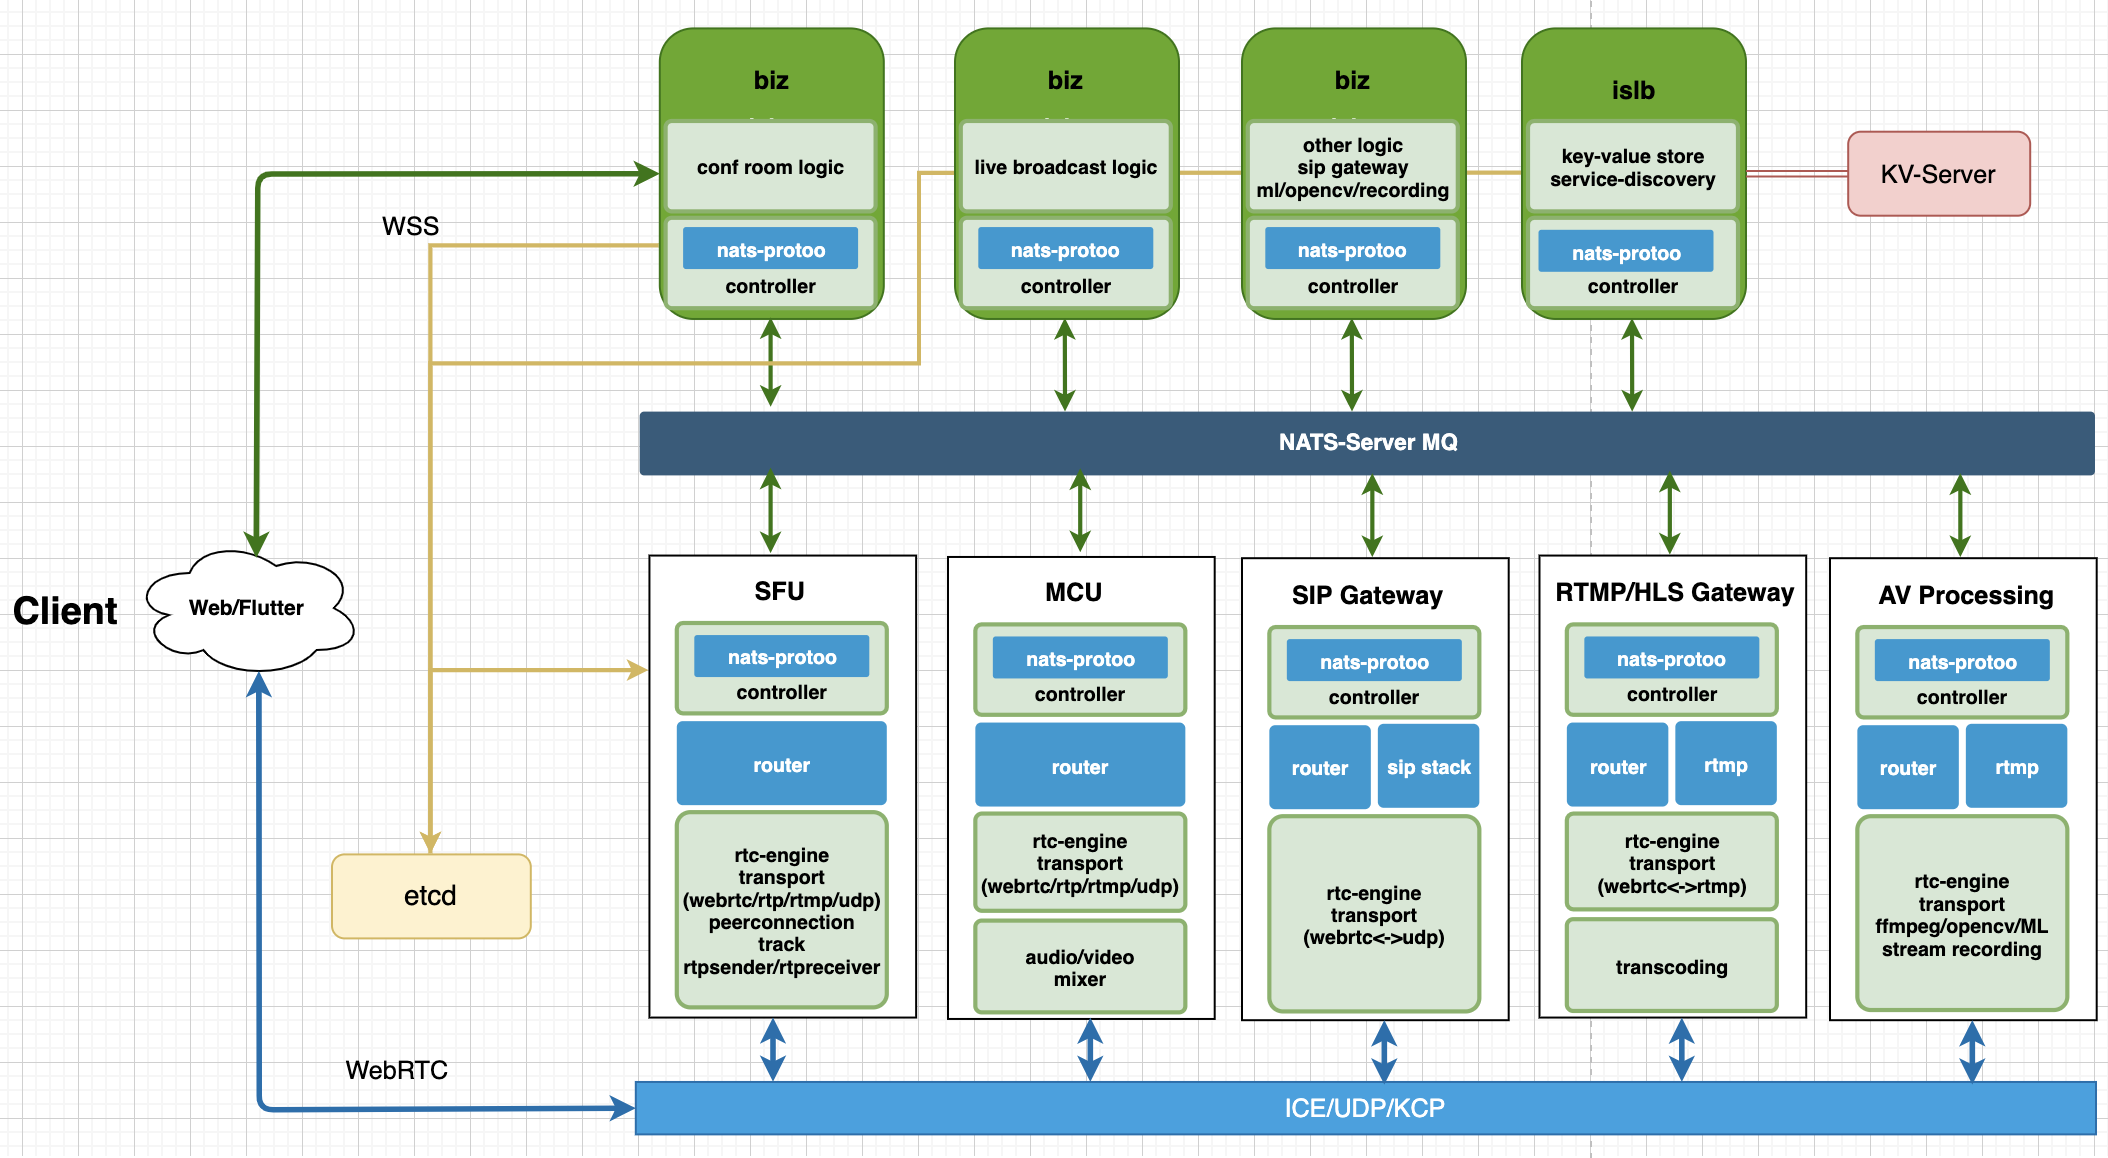 biz
biz
biz
islb
conf room logic
live broadcast logic
other logic
sip gateway
ml/opencv/recording
key-value store
service-discovery
KV-Server
WSS
nats-protoo
controller
nats-protoo
controller
nats-protoo
controller
nats-protoo
controller
NATS-Server MQ
Client
Web/Flutter
SFU
nats-protoo
controller
router
rtc-engine
transport
(webrtc/rtp/rtmp/udp)
peerconnection
track
rtpsender/rtpreceiver
MCU
nats-protoo
controller
router
rtc-engine
transport
(webrtc/rtp/rtmp/udp)
audio/video
mixer
SIP Gateway
nats-protoo
controller
router
sip stack
rtc-engine
transport
(webrtc<->udp)
RTMP/HLS Gateway
nats-protoo
controller
router
rtmp
rtc-engine
transport
(webrtc<->rtmp)
transcoding
AV Processing
nats-protoo
controller
router
rtmp
rtc-engine
transport
ffmpeg/opencv/ML
stream recording
etcd
WebRTC
ICE/UDP/KCP